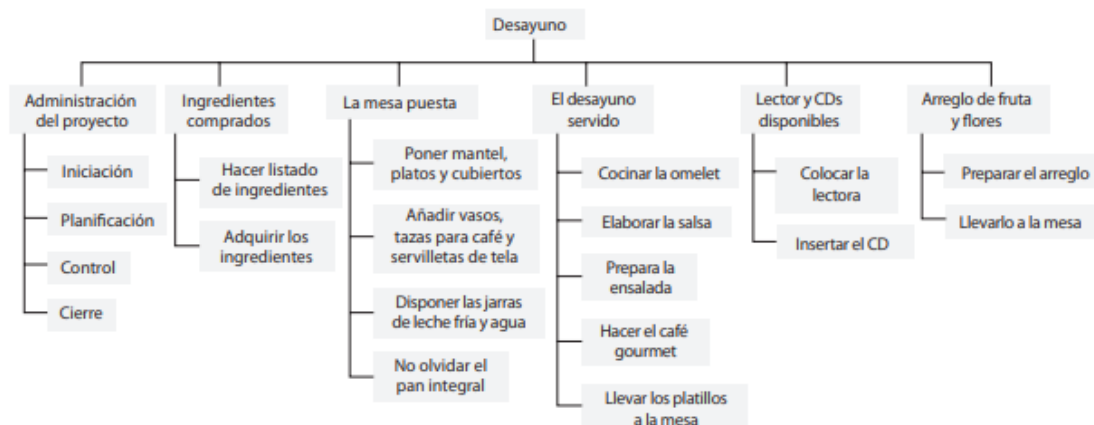 Desayuno
Administración
del proyecto
Iniciación
Planificación
Control
Cierre
Ingredientes
comprados
Hacer listado
de ingredientes
Adquirir los
ingredientes
La mesa puesta
Poner mantel,
platos y cubiertos
Añadir vasos,
tazas para café y
servilletas de tela
Disponer las jarras
de leche fría y agua
No olvidar el
pan integral
El desayuno
servido
Cocinar la omelet
Elaborar la salsa
Prepara la
ensalada
Hacer el café
gourmet
Llevar los platillos
a la mesa
Lector y CDs
disponibles
Colocar la
lectora
Insertar el CD
Arreglo de fruta
y flores
Preparar el arreglo
Llevarlo a la mesa